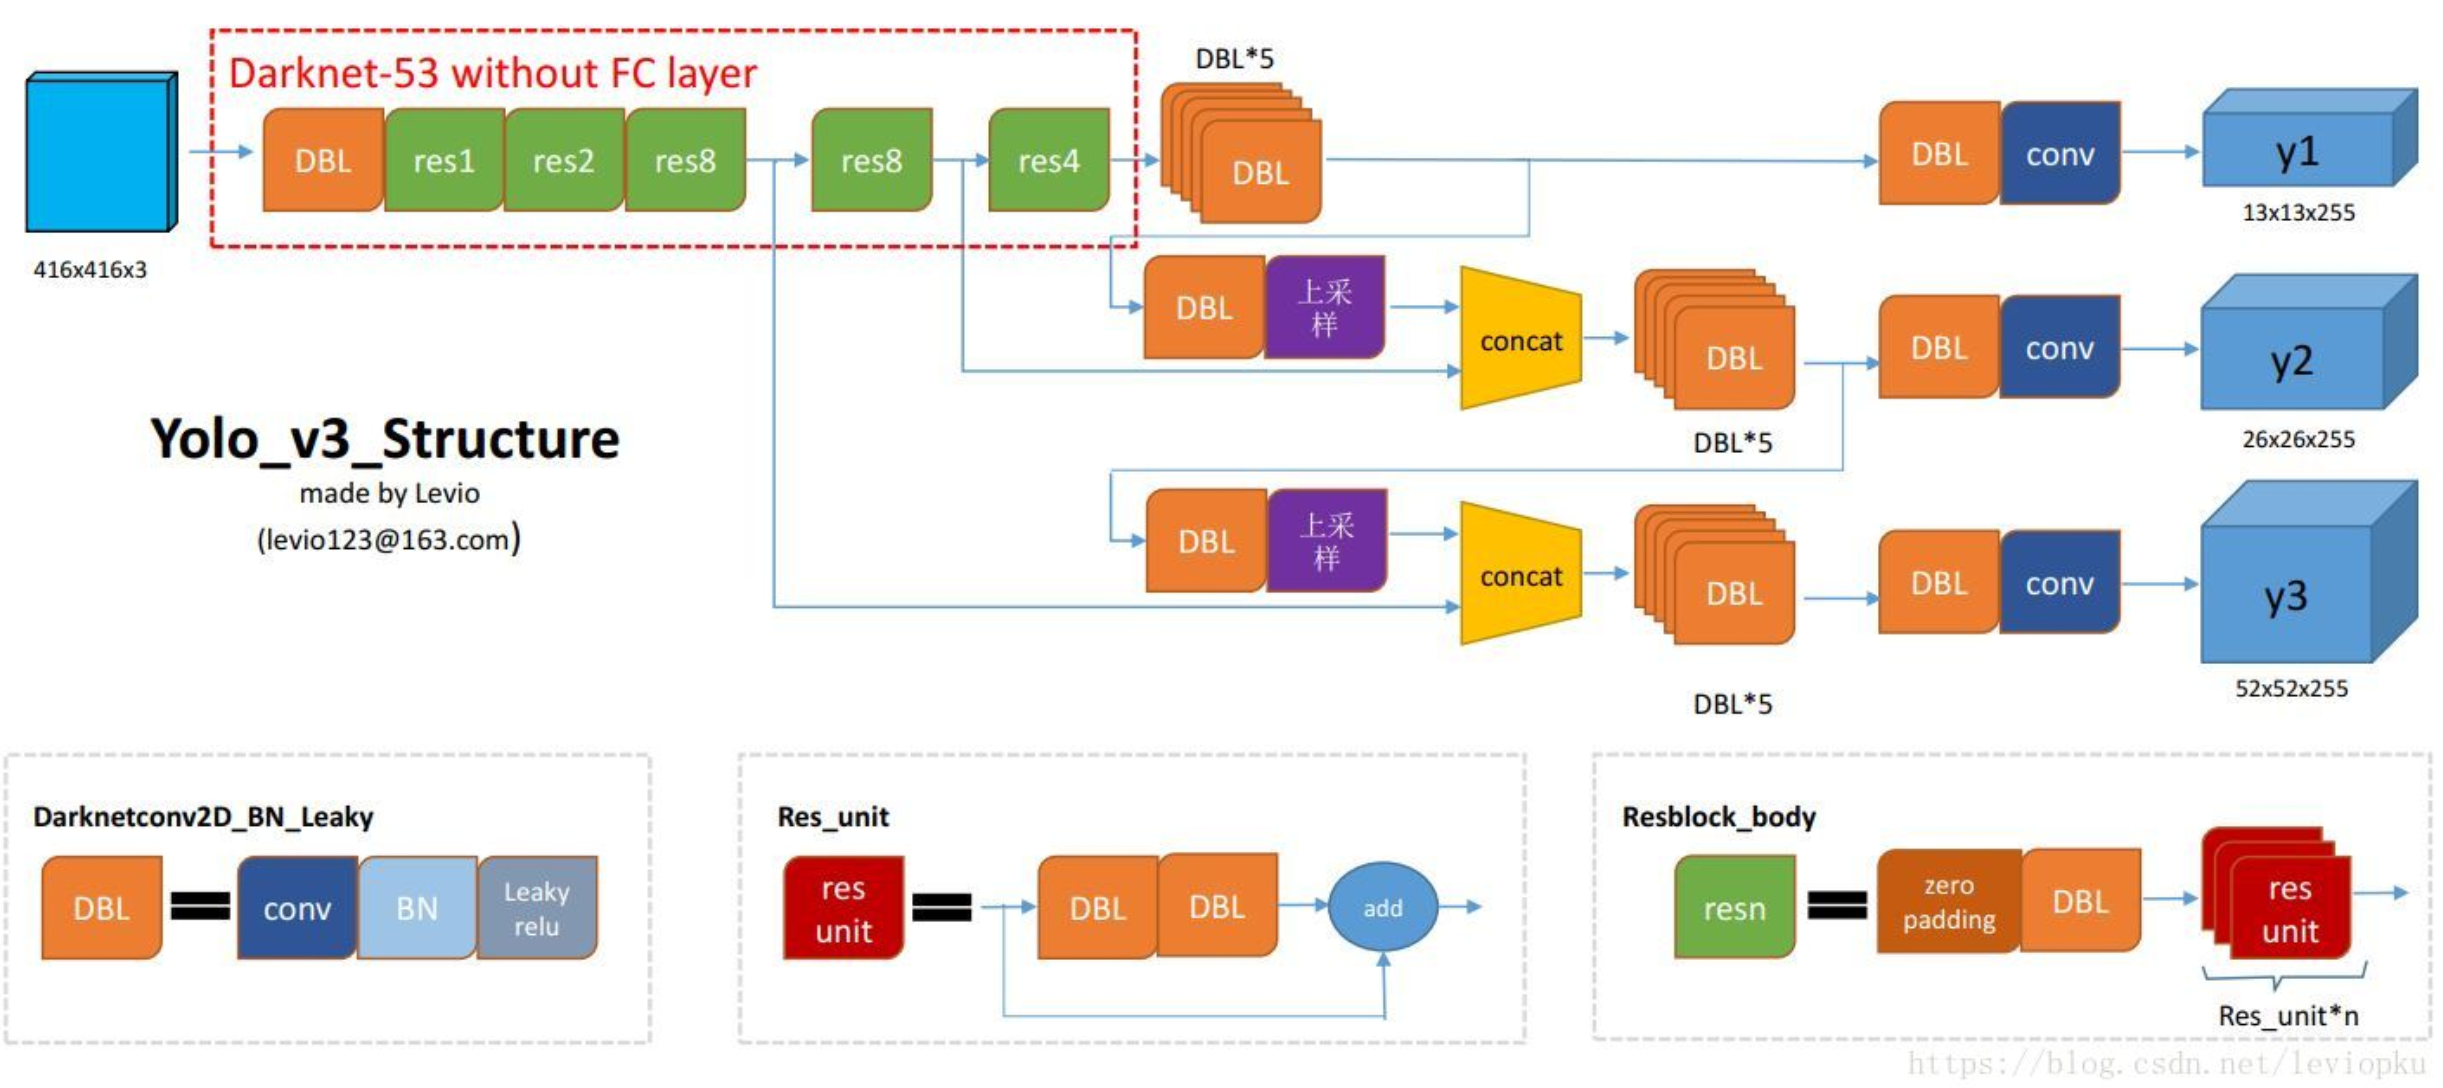 Darknet-53 without FC layer
DBL
res1
res2
res8
res8
res4
DBL*5
DBL
DBL
conv
y1
13x13x255
416x416x3
DBL
上采
样
concat
DBL
DBL*5
DBL
conv
y2
26x26x255
Yolo_v3_Structure
made by Levio
(levio123@163.com)
DBL
上采
样
concat
DBL
DBL*5
DBL
conv
y3
52x52x255
Darknetconv2D_BN_Leaky
DBL
conv
BN
Leaky
relu
Res_unit
res
unit
DBL
DBL
add
Resblock_body
resn
zero
padding
DBL
res
unit
Res_unit*n
https://blog.csdn.net/leviopku